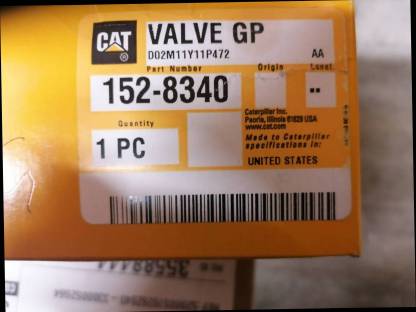 CAT
®
VALVE GP
D02M11Y11P472
AA
Part Number
Origin
152-8340
--
Caterpillar Inc.
Peoria, Illinois 61629 USA
www.cat.com
Quantity
1 PC
Made to Caterpillar
specifications in:
UNITED STATES